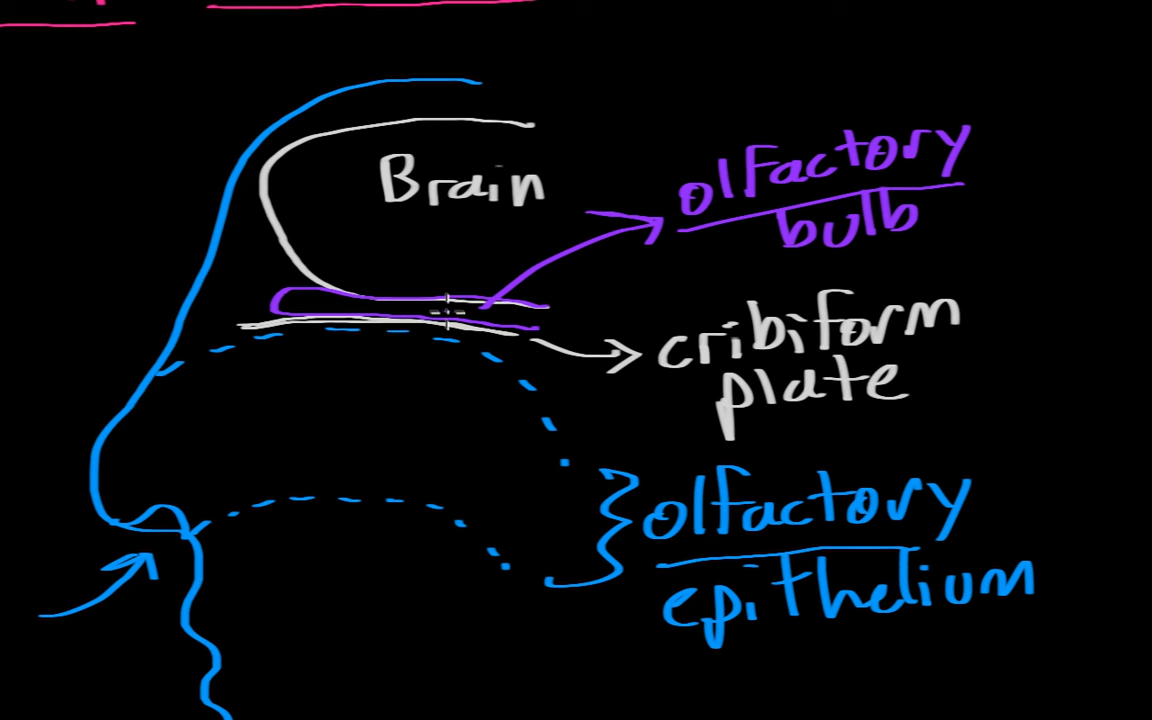 Brain
olfactory
bulb
cribiform
plate
olfactory
epithelium